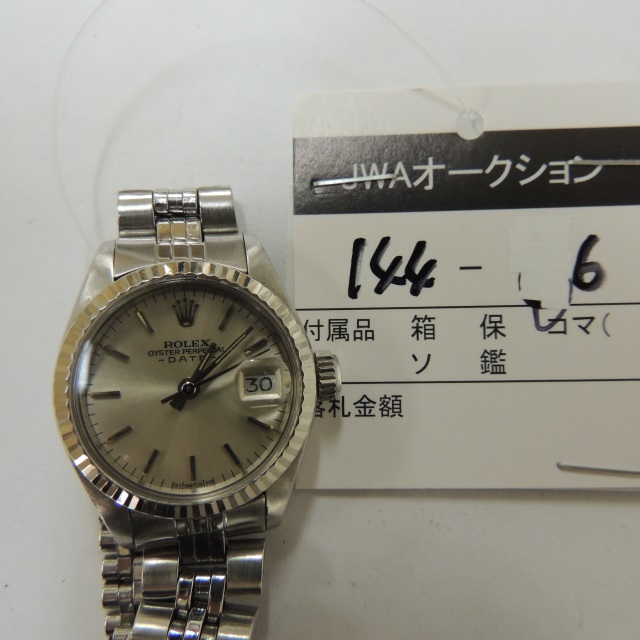 JWAオークション
144 - 6
付属品 箱 保 コマ(
ソ 鑑
落札金額
ROLEX
OYSTER PERPETUAL
-DATE-
30